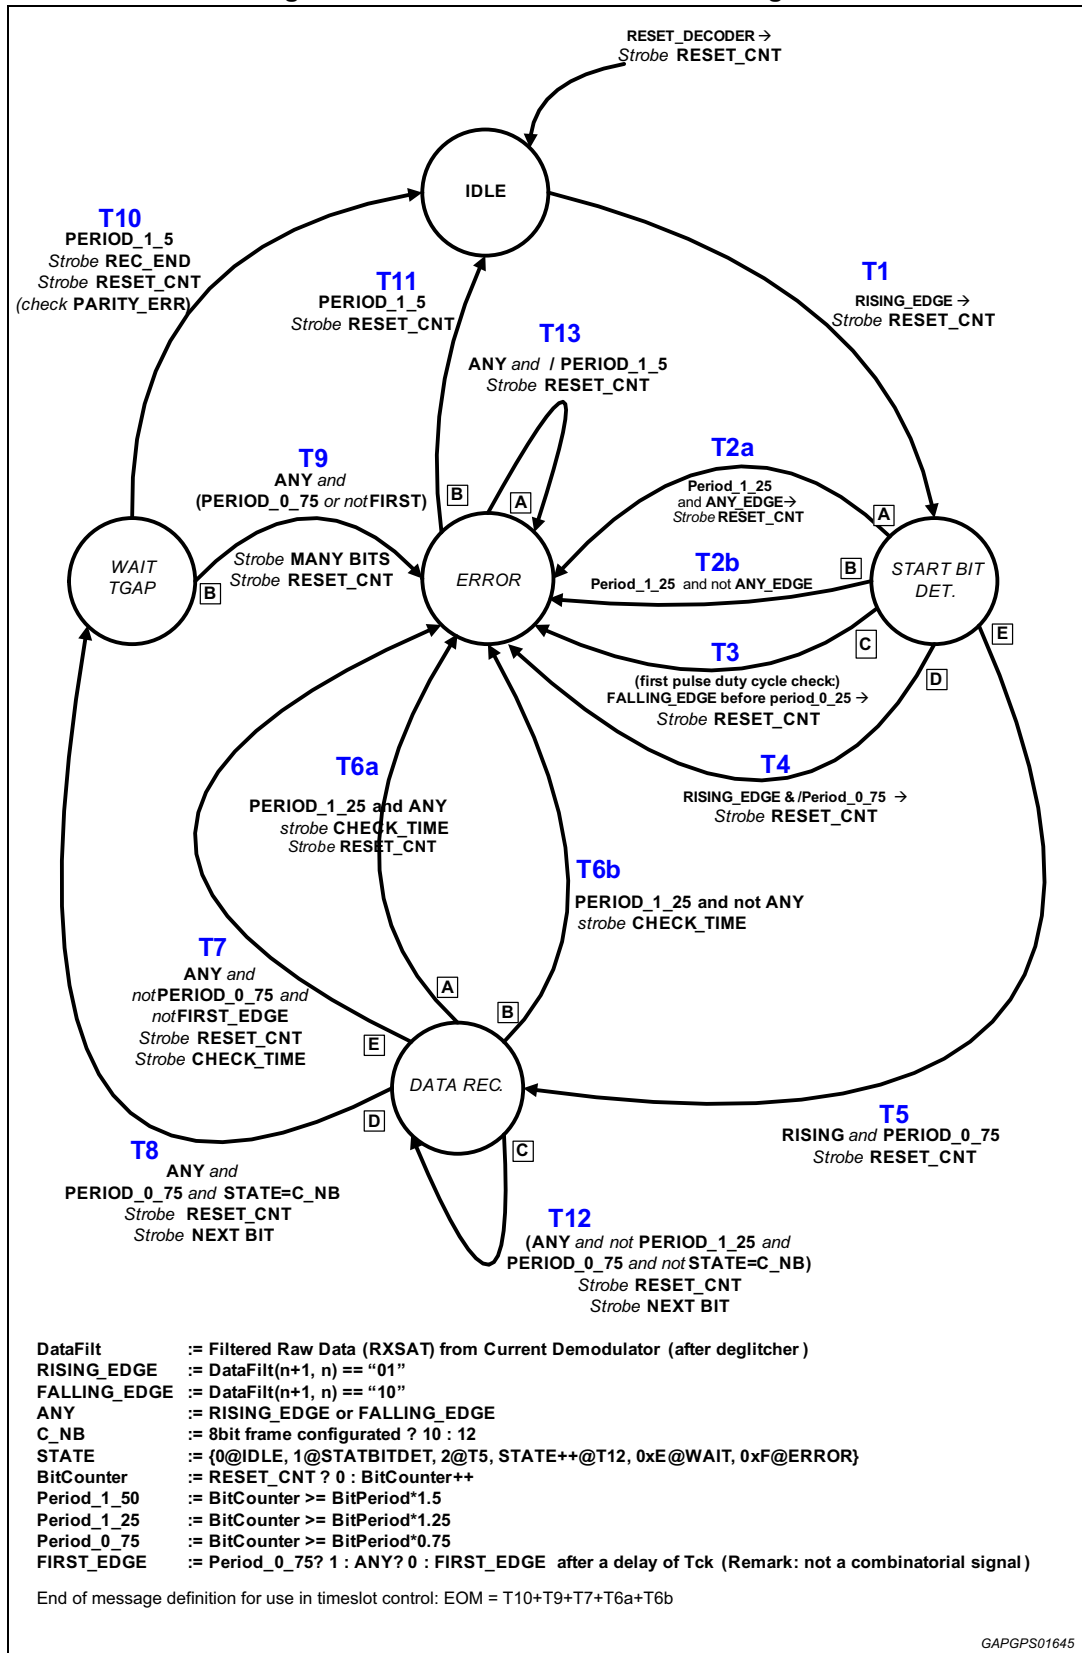 RESET_DECODER →
Strobe RESET_CNT
IDLE
T10
PERIOD_1_5
Strobe REC_END
Strobe RESET_CNT
(check PARITY_ERR)
T11
PERIOD_1_5
Strobe RESET_CNT
T1
RISING_EDGE →
Strobe RESET_CNT
T13
ANY and / PERIOD_1_5
Strobe RESET_CNT
T9
ANY and
(PERIOD_0_75 or not FIRST)
Strobe MANY BITS
Strobe RESET_CNT
B
A
T2a
Period_1_25
and ANY_EDGE→
Strobe RESET_CNT
A
T2b
Period_1_25 and not ANY_EDGE
B
WAIT
TGAP
B
ERROR
START BIT
DET.
E
C
D
T3
(first pulse duty cycle check:)
FALLING_EDGE before period_0_25 →
Strobe RESET_CNT
T4
RISING_EDGE & /Period_0_75 →
Strobe RESET_CNT
T6a
PERIOD_1_25 and ANY
strobe CHECK_TIME
Strobe RESET_CNT
T6b
PERIOD_1_25 and not ANY
strobe CHECK_TIME
T7
ANY and
not PERIOD_0_75 and
not FIRST_EDGE
Strobe RESET_CNT
Strobe CHECK_TIME
A
B
E
DATA REC.
D
C
T5
RISING and PERIOD_0_75
Strobe RESET_CNT
T8
ANY and
PERIOD_0_75 and STATE=C_NB
Strobe RESET_CNT
Strobe NEXT BIT
T12
(ANY and not PERIOD_1_25 and
PERIOD_0_75 and not STATE=C_NB)
Strobe RESET_CNT
Strobe NEXT BIT
DataFilt := Filtered Raw Data (RXSAT) from Current Demodulator (after deglitcher)
RISING_EDGE := DataFilt(n+1, n) == “01”
FALLING_EDGE := DataFilt(n+1, n) == “10”
ANY := RISING_EDGE or FALLING_EDGE
C_NB := 8bit frame configurated ? 10 : 12
STATE := {0@IDLE, 1@STATBITDET, 2@T5, STATE++@T12, 0xE@WAIT, 0xF@ERROR}
BitCounter := RESET_CNT ? 0 : BitCounter++
Period_1_50 := BitCounter >= BitPeriod*1.5
Period_1_25 := BitCounter >= BitPeriod*1.25
Period_0_75 := BitCounter >= BitPeriod*0.75
FIRST_EDGE := Period_0_75? 1 : ANY? 0 : FIRST_EDGE after a delay of Tck (Remark: not a combinatorial signal)
End of message definition for use in timeslot control: EOM = T10+T9+T7+T6a+T6b
GAPGPS01645